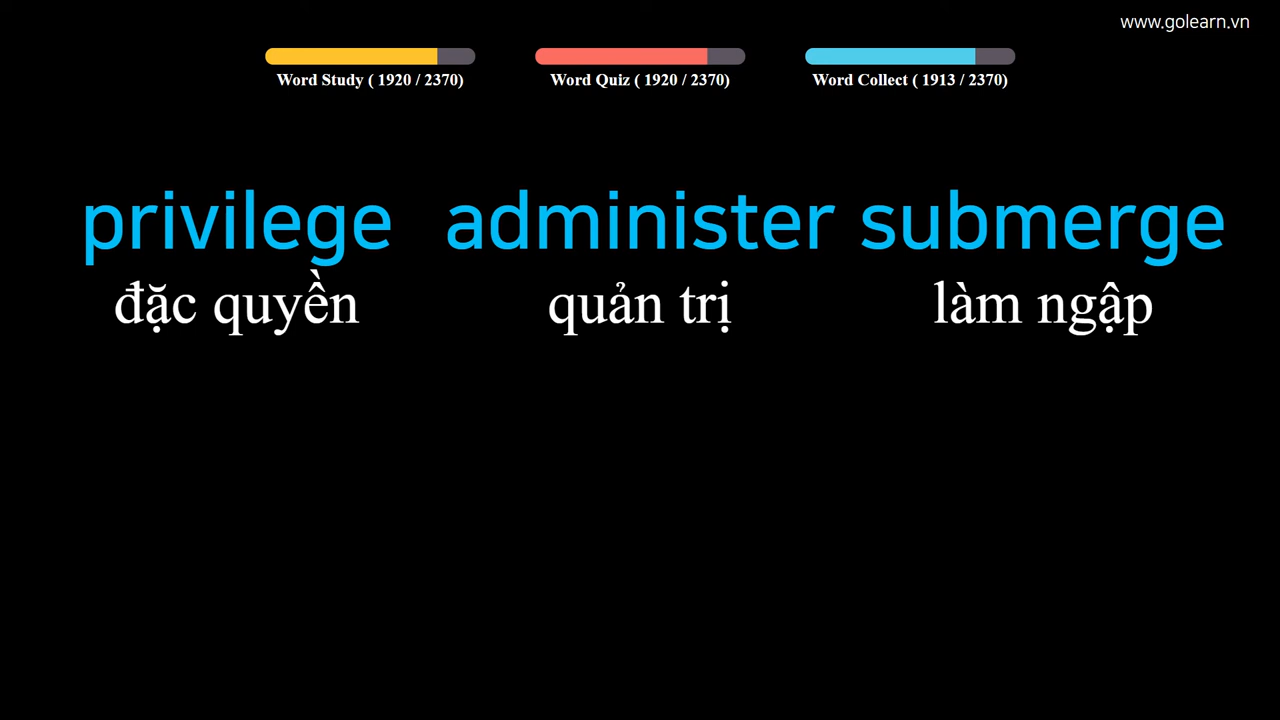 www.golearn.vn
Word Study ( 1920 / 2370) Word Quiz ( 1920 / 2370) Word Collect ( 1913 / 2370)
privilege administer submerge
đặc quyền quản trị làm ngập